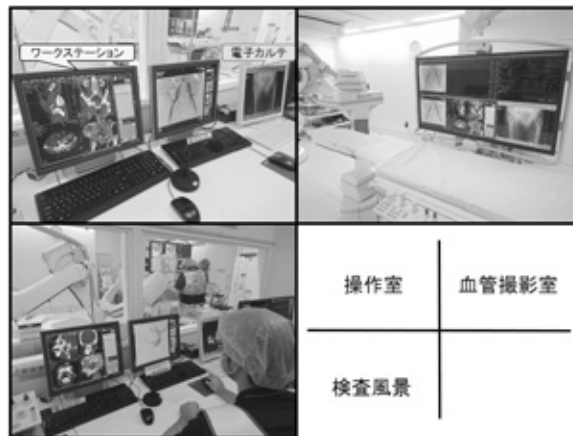 ワークステーション
電子カルテ
操作室
血管撮影室
検査風景